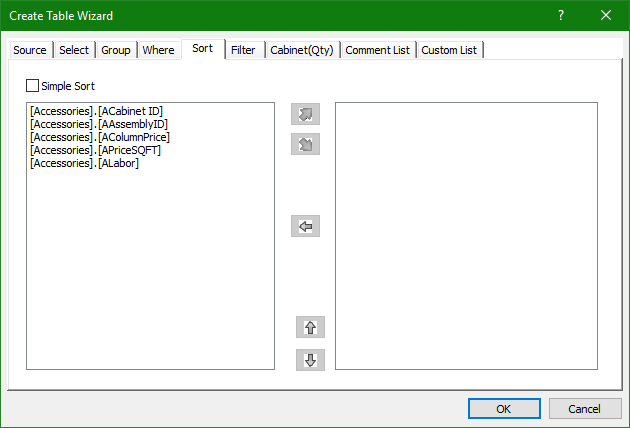 Create Table Wizard ?
Source Select Group Where Sort Filter Cabinet(Qty) Comment List Custom List
Simple Sort
[Accessories].[ACabinet ID]
[Accessories].[AAssemblyID]
[Accessories].[AColumnPrice]
[Accessories].[APriceSQFT]
[Accessories].[ALabor]
OK Cancel